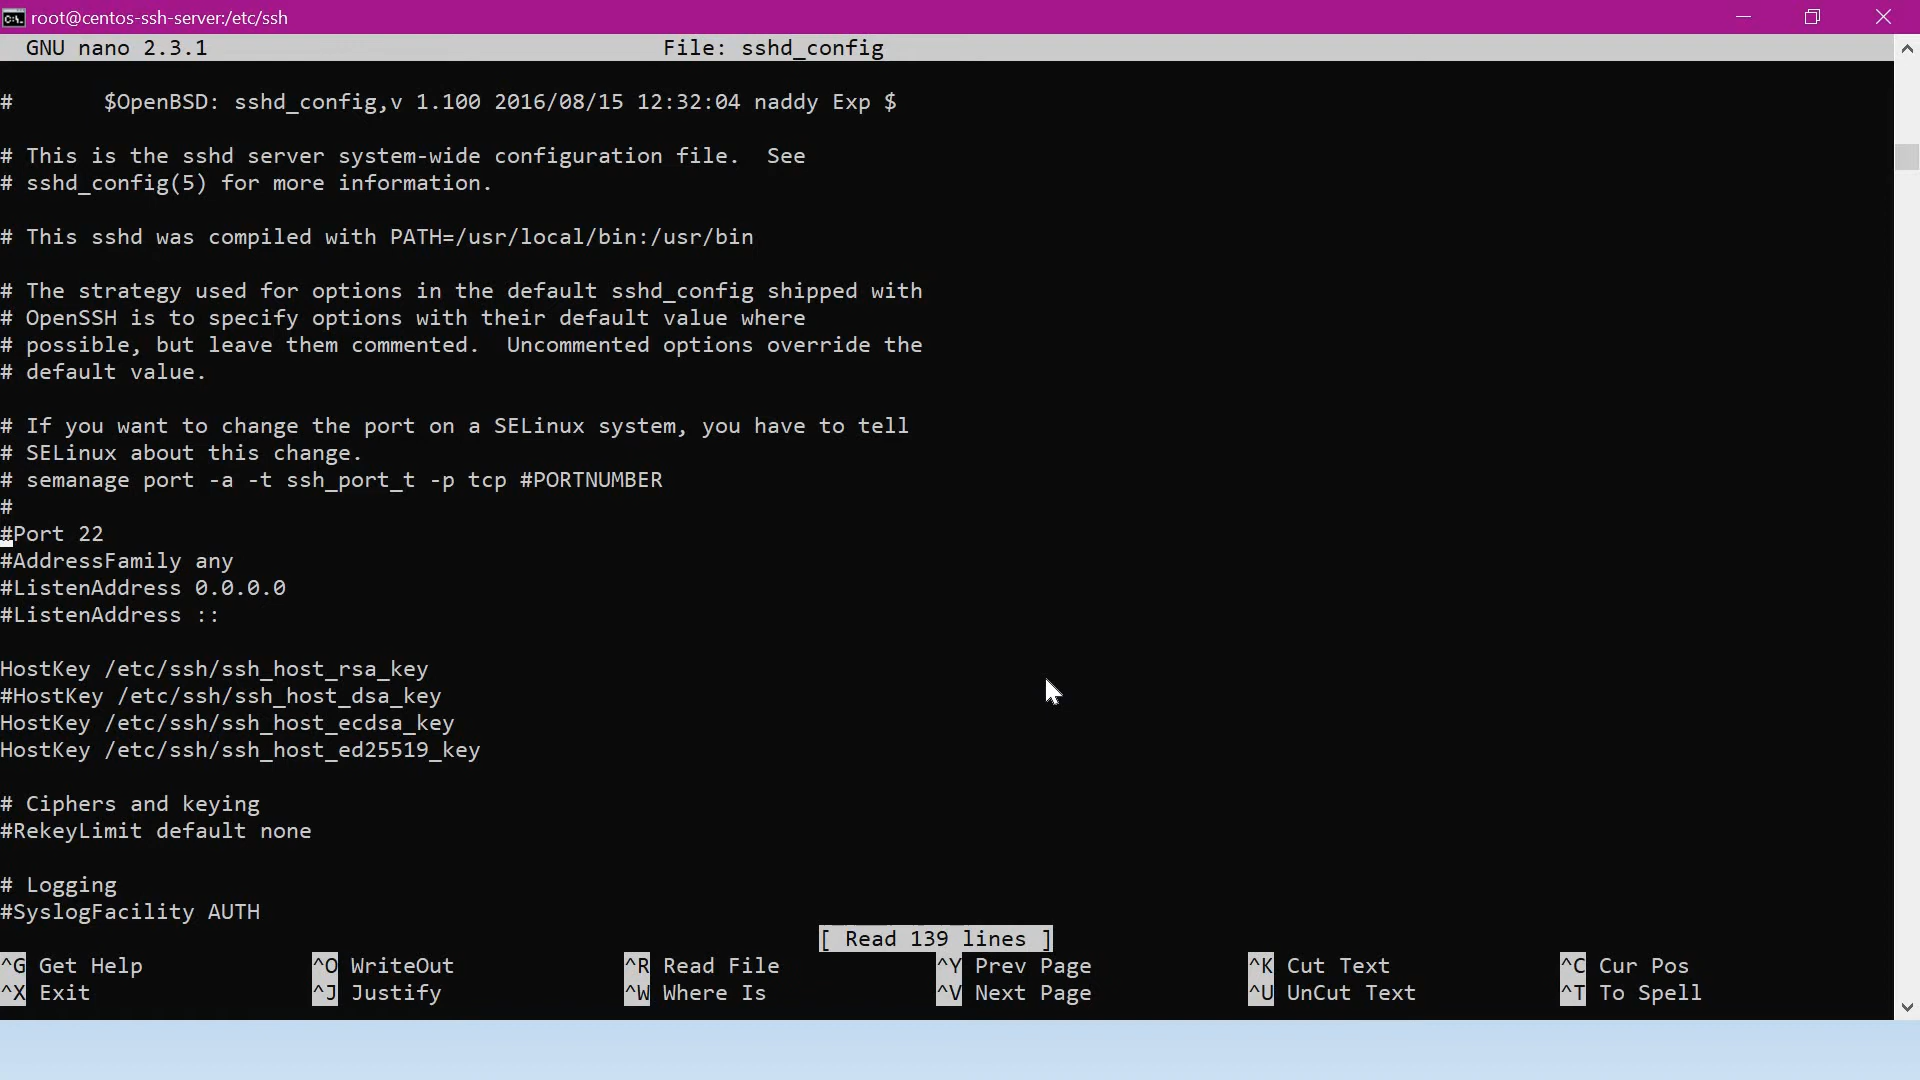 root@centos-ssh-server:/etc/ssh
GNU nano 2.3.1 File: sshd_config
# $OpenBSD: sshd_config,v 1.100 2016/08/15 12:32:04 naddy Exp $
# This is the sshd server system-wide configuration file.  See
# sshd_config(5) for more information.
# This sshd was compiled with PATH=/usr/local/bin:/usr/bin
# The strategy used for options in the default sshd_config shipped with
# OpenSSH is to specify options with their default value where
# possible, but leave them commented.  Uncommented options override the
# default value.
# If you want to change the port on a SELinux system, you have to tell
# SELinux about this change.
# semanage port -a -t ssh_port_t -p tcp #PORTNUMBER
#
#Port 22
#AddressFamily any
#ListenAddress 0.0.0.0
#ListenAddress ::
HostKey /etc/ssh/ssh_host_rsa_key
#HostKey /etc/ssh/ssh_host_dsa_key
HostKey /etc/ssh/ssh_host_ecdsa_key
HostKey /etc/ssh/ssh_host_ed25519_key
# Ciphers and keying
#RekeyLimit default none
# Logging
#SyslogFacility AUTH
[ Read 139 lines ]
^G Get Help ^O WriteOut ^R Read File ^Y Prev Page ^K Cut Text ^C Cur Pos
^X Exit ^J Justify ^W Where Is ^V Next Page ^U UnCut Text ^T To Spell